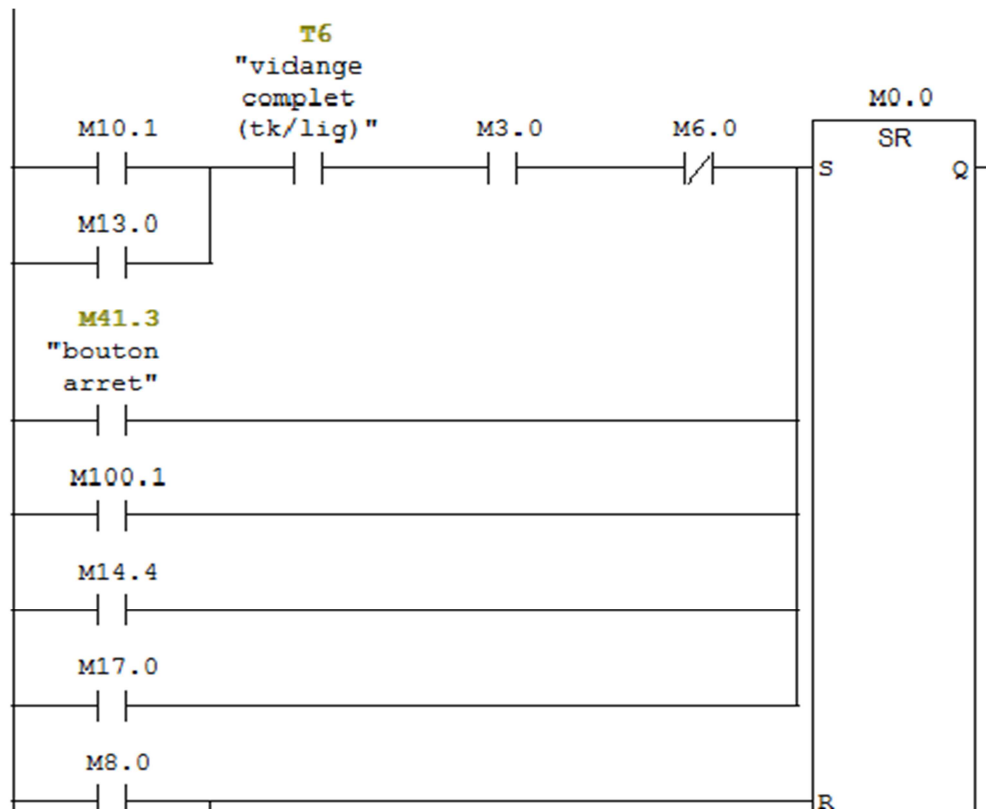 T6
"vidange
complet
(tk/lig)"
M10.1
M3.0
M6.0
M0.0
SR
S
Q
M13.0
M41.3
"bouton
arret"
M100.1
M14.4
M17.0
M8.0
R